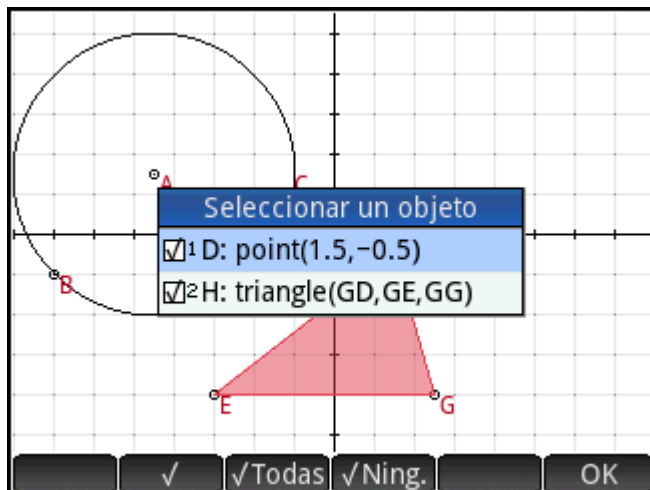 A
C
Seleccionar un objeto
1 D: point(1.5,−0.5)
2 H: triangle(GD,GE,GG)
B
E
G
√ √Todas √Ning. OK